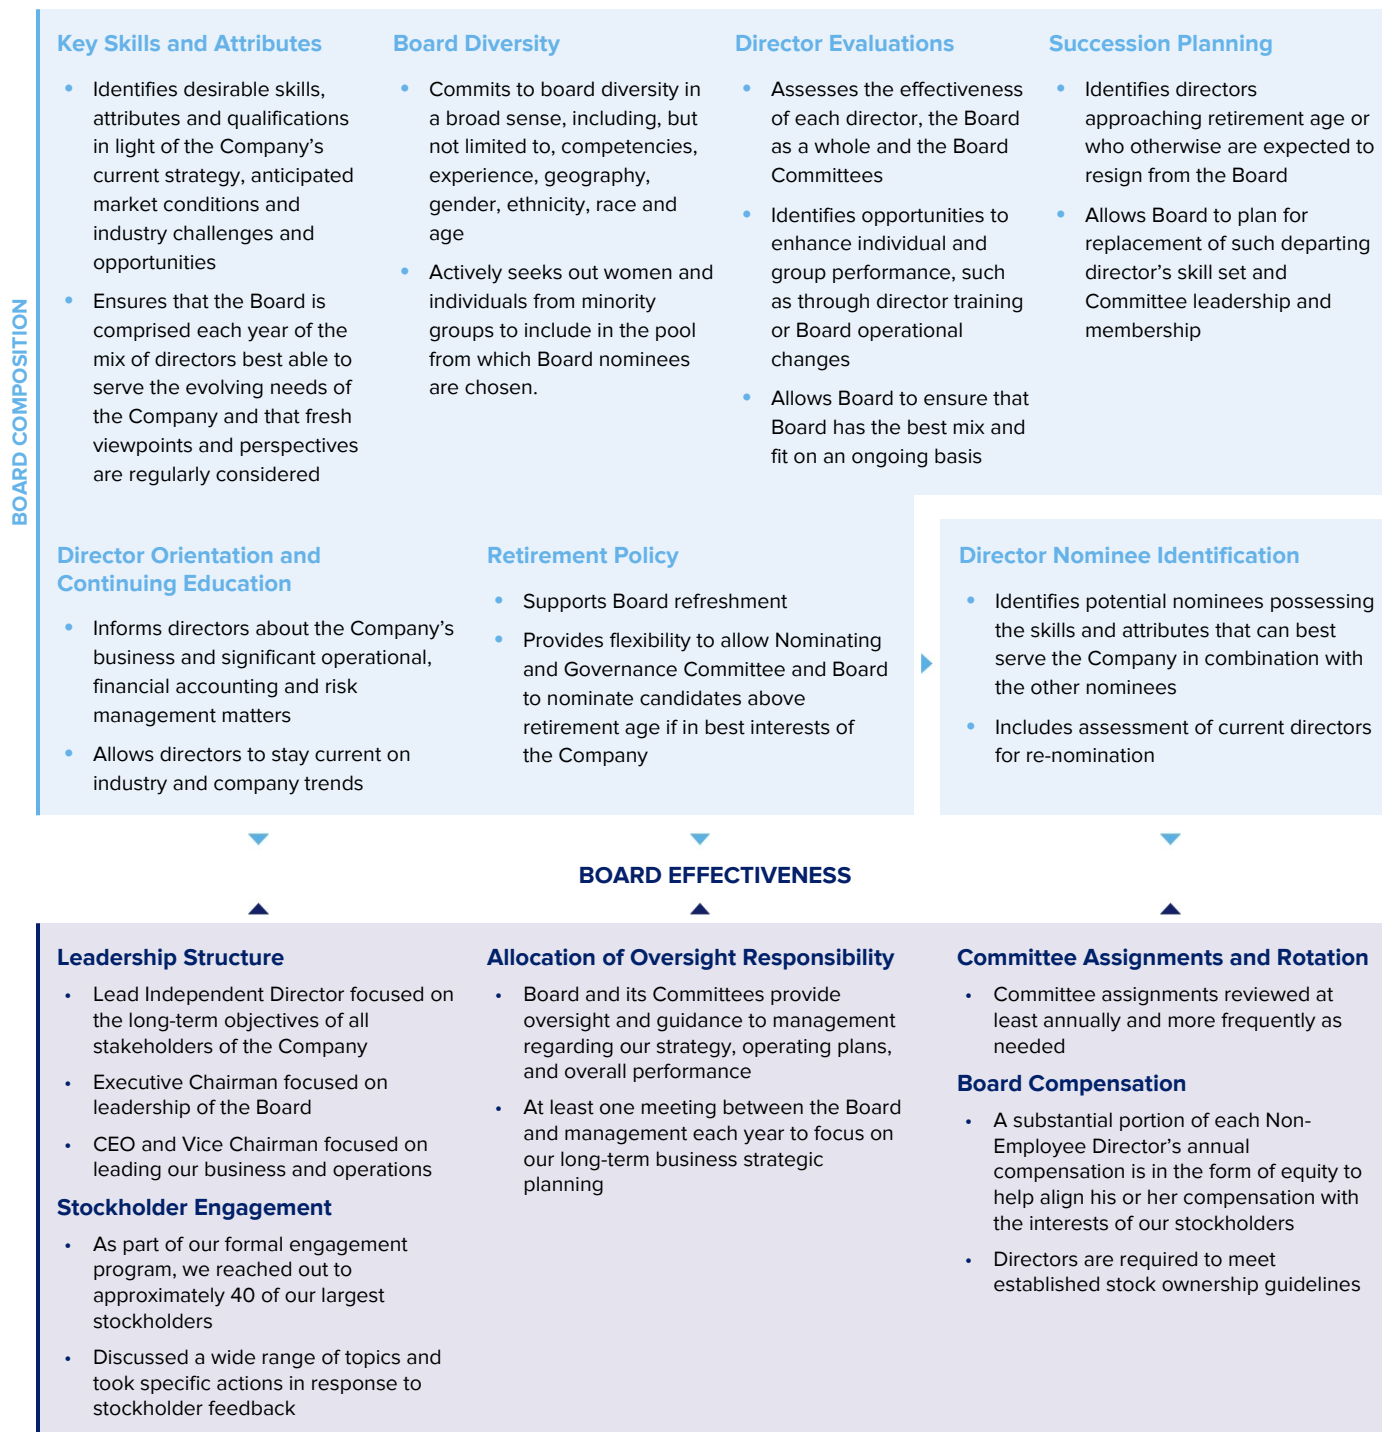 BOARD COMPOSITION
Key Skills and Attributes
• Identifies desirable skills,
attributes and qualifications
in light of the Company’s
current strategy, anticipated
market conditions and
industry challenges and
opportunities
• Ensures that the Board is
comprised each year of the
mix of directors best able to
serve the evolving needs of
the Company and that fresh
viewpoints and perspectives
are regularly considered
Board Diversity
• Commits to board diversity in
a broad sense, including, but
not limited to, competencies,
experience, geography,
gender, ethnicity, race and
age
• Actively seeks out women and
individuals from minority
groups to include in the pool
from which Board nominees
are chosen.
Director Evaluations
• Assesses the effectiveness
of each director, the Board
as a whole and the Board
Committees
• Identifies opportunities to
enhance individual and
group performance, such
as through director training
or Board operational
changes
• Allows Board to ensure that
Board has the best mix and
fit on an ongoing basis
Succession Planning
• Identifies directors
approaching retirement age or
who otherwise are expected to
resign from the Board
• Allows Board to plan for
replacement of such departing
director’s skill set and
Committee leadership and
membership
Director Orientation and
Continuing Education
• Informs directors about the Company’s
business and significant operational,
financial accounting and risk
management matters
• Allows directors to stay current on
industry and company trends
Retirement Policy
• Supports Board refreshment
• Provides flexibility to allow Nominating
and Governance Committee and Board
to nominate candidates above
retirement age if in best interests of
the Company
Director Nominee Identification
• Identifies potential nominees possessing
the skills and attributes that can best
serve the Company in combination with
the other nominees
• Includes assessment of current directors
for re-nomination
BOARD EFFECTIVENESS
Leadership Structure
• Lead Independent Director focused on
the long-term objectives of all
stakeholders of the Company
• Executive Chairman focused on
leadership of the Board
• CEO and Vice Chairman focused on
leading our business and operations
Stockholder Engagement
• As part of our formal engagement
program, we reached out to
approximately 40 of our largest
stockholders
• Discussed a wide range of topics and
took specific actions in response to
stockholder feedback
Allocation of Oversight Responsibility
• Board and its Committees provide
oversight and guidance to management
regarding our strategy, operating plans,
and overall performance
• At least one meeting between the Board
and management each year to focus on
our long-term business strategic
planning
Committee Assignments and Rotation
• Committee assignments reviewed at
least annually and more frequently as
needed
Board Compensation
• A substantial portion of each Non-
Employee Director’s annual
compensation is in the form of equity to
help align his or her compensation with
the interests of our stockholders
• Directors are required to meet
established stock ownership guidelines